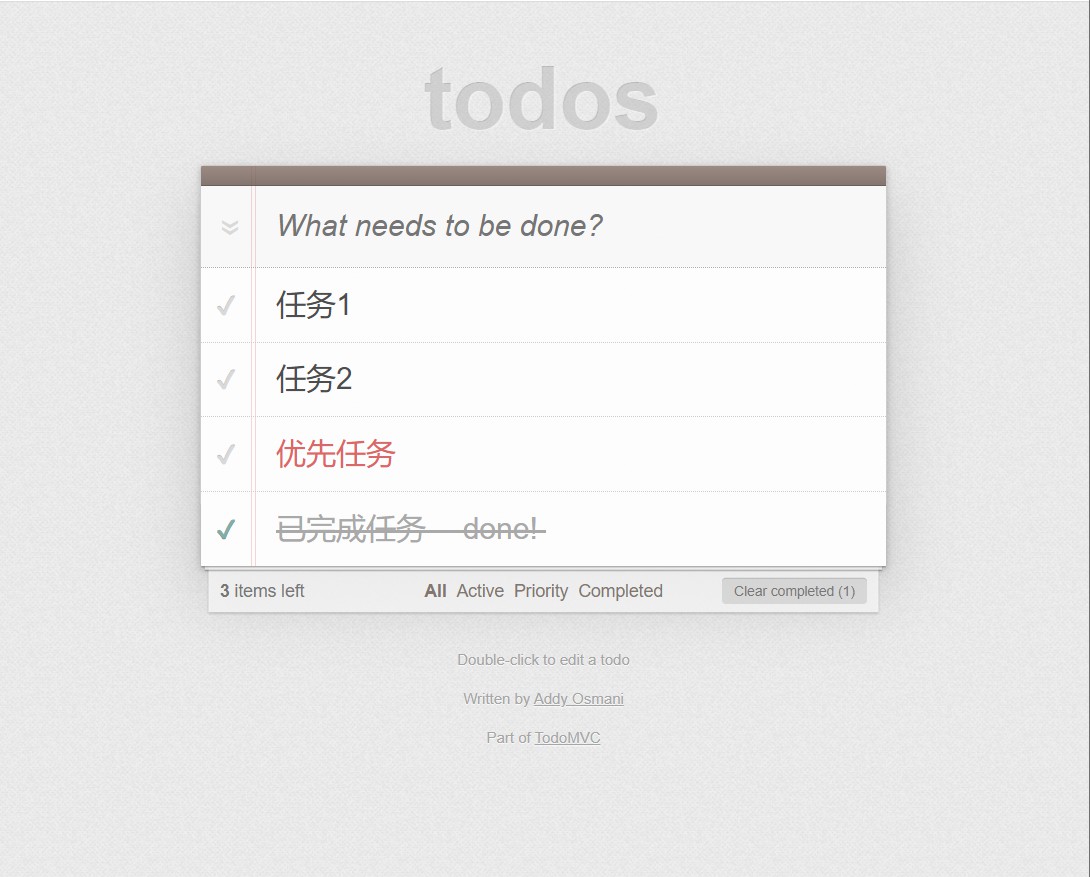 todos
What needs to be done?
任务1
任务2
优先任务
已完成任务 done!
3 items left All Active Priority Completed Clear completed (1)
Double-click to edit a todo
Written by Addy Osmani
Part of TodoMVC